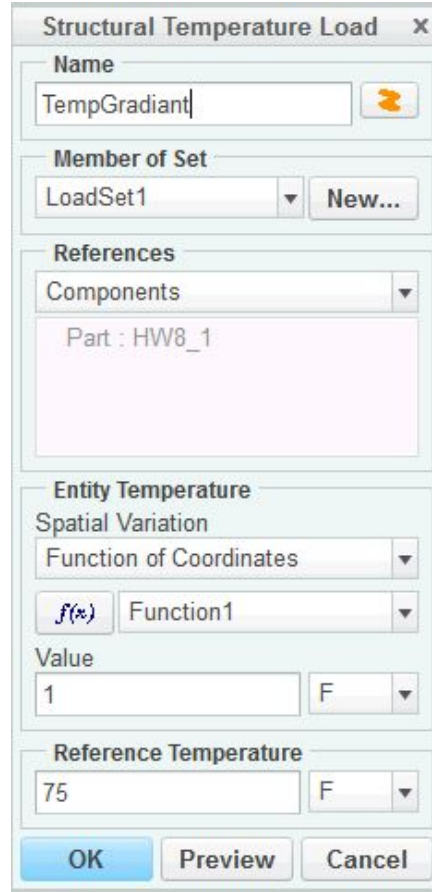 Structural Temperature Load x
Name
TempGradiant
Member of Set
LoadSet1 New...
References
Components
Part : HW8_1
Entity Temperature
Spatial Variation
Function of Coordinates
f(x) Function1
Value
1 F
Reference Temperature
75 F
OK Preview Cancel